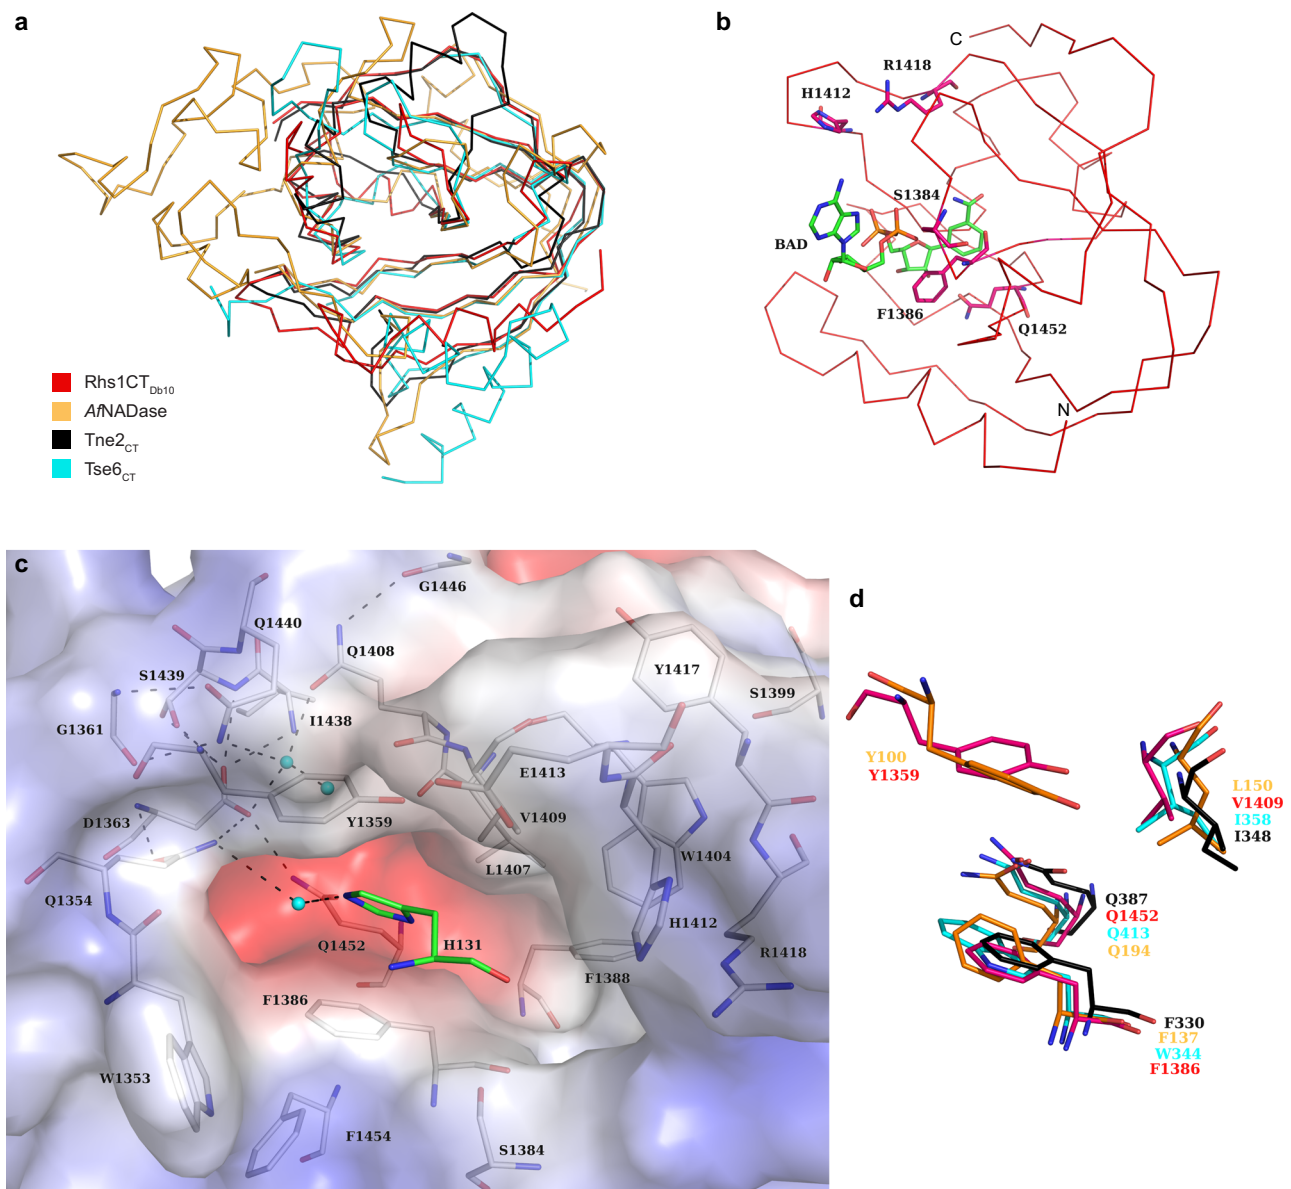 a
Rhs1CT Db10
AfNADase
Tne2CT
Tse6CT
b
C
R1418
H1412
S1384
BAD
F1386
Q1452
N
c
G1446
Q1440
Q1408
S1439
Y1417
S1399
G1361
I1438
E1413
D1363
Y1359
V1409
L1407
W1404
Q1354
Q1452
H131
H1412
R1418
F1388
F1386
W1353
F1454
S1384
d
Y100
Y1359
L150
V1409
I358
I348
Q387
Q1452
Q413
Q194
F330
F137
W344
F1386